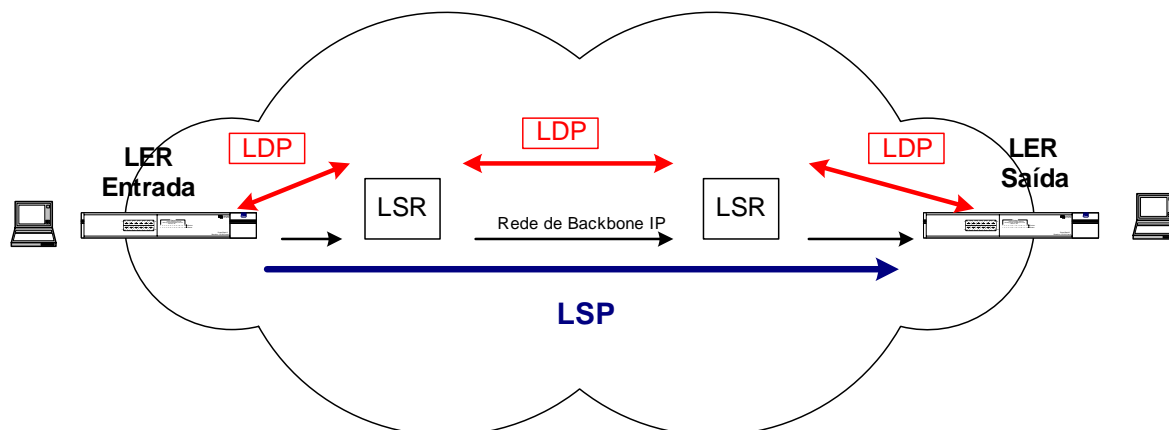 LDP
LDP
LDP
LER
Entrada
LER
Saída
LSR
LSR
Rede de Backbone IP
LSP